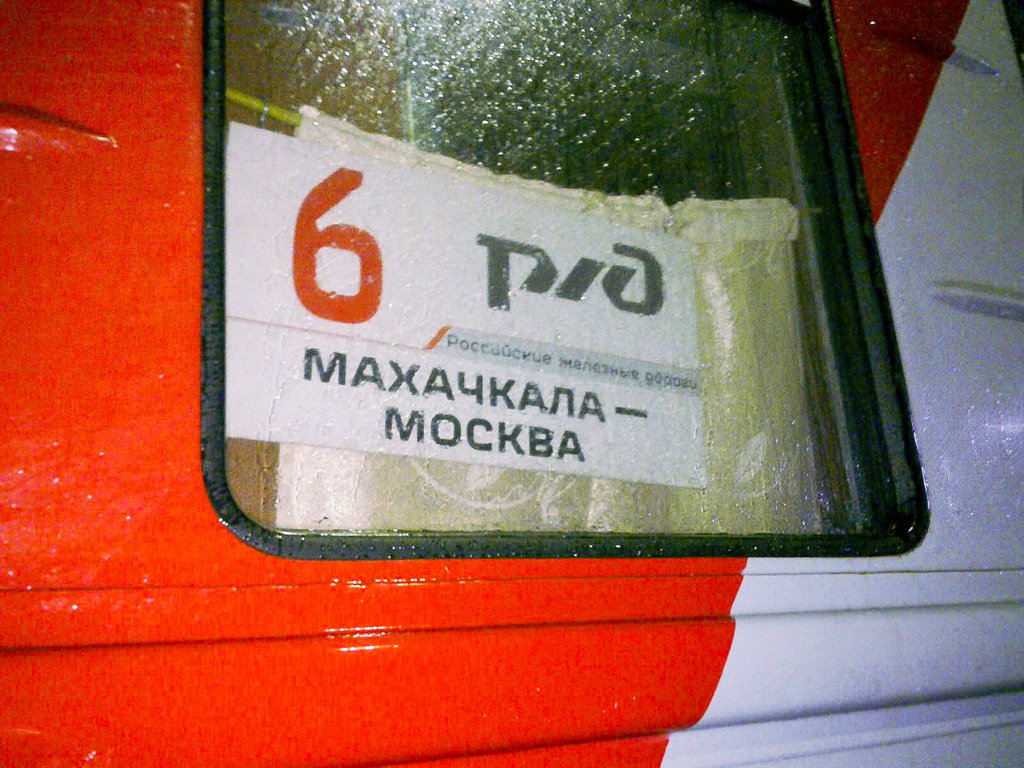 6
РЖД
Российские железные дороги
МАХАЧКАЛА —
МОСКВА